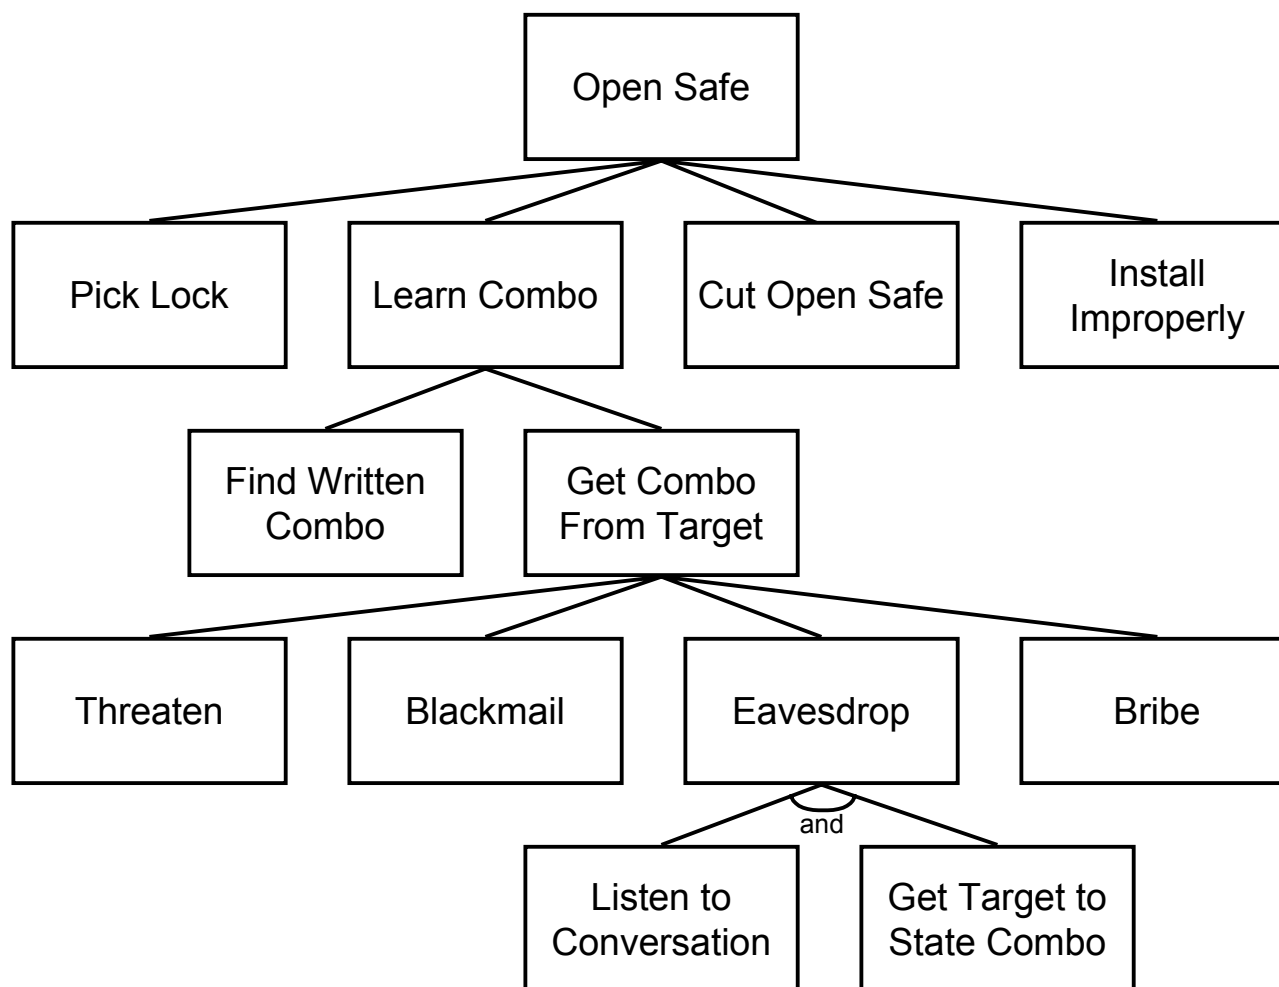 Open Safe
Pick Lock
Learn Combo
Cut Open Safe
Install
Improperly
Find Written
Combo
Get Combo
From Target
Threaten
Blackmail
Eavesdrop
Bribe
and
Listen to
Conversation
Get Target to
State Combo